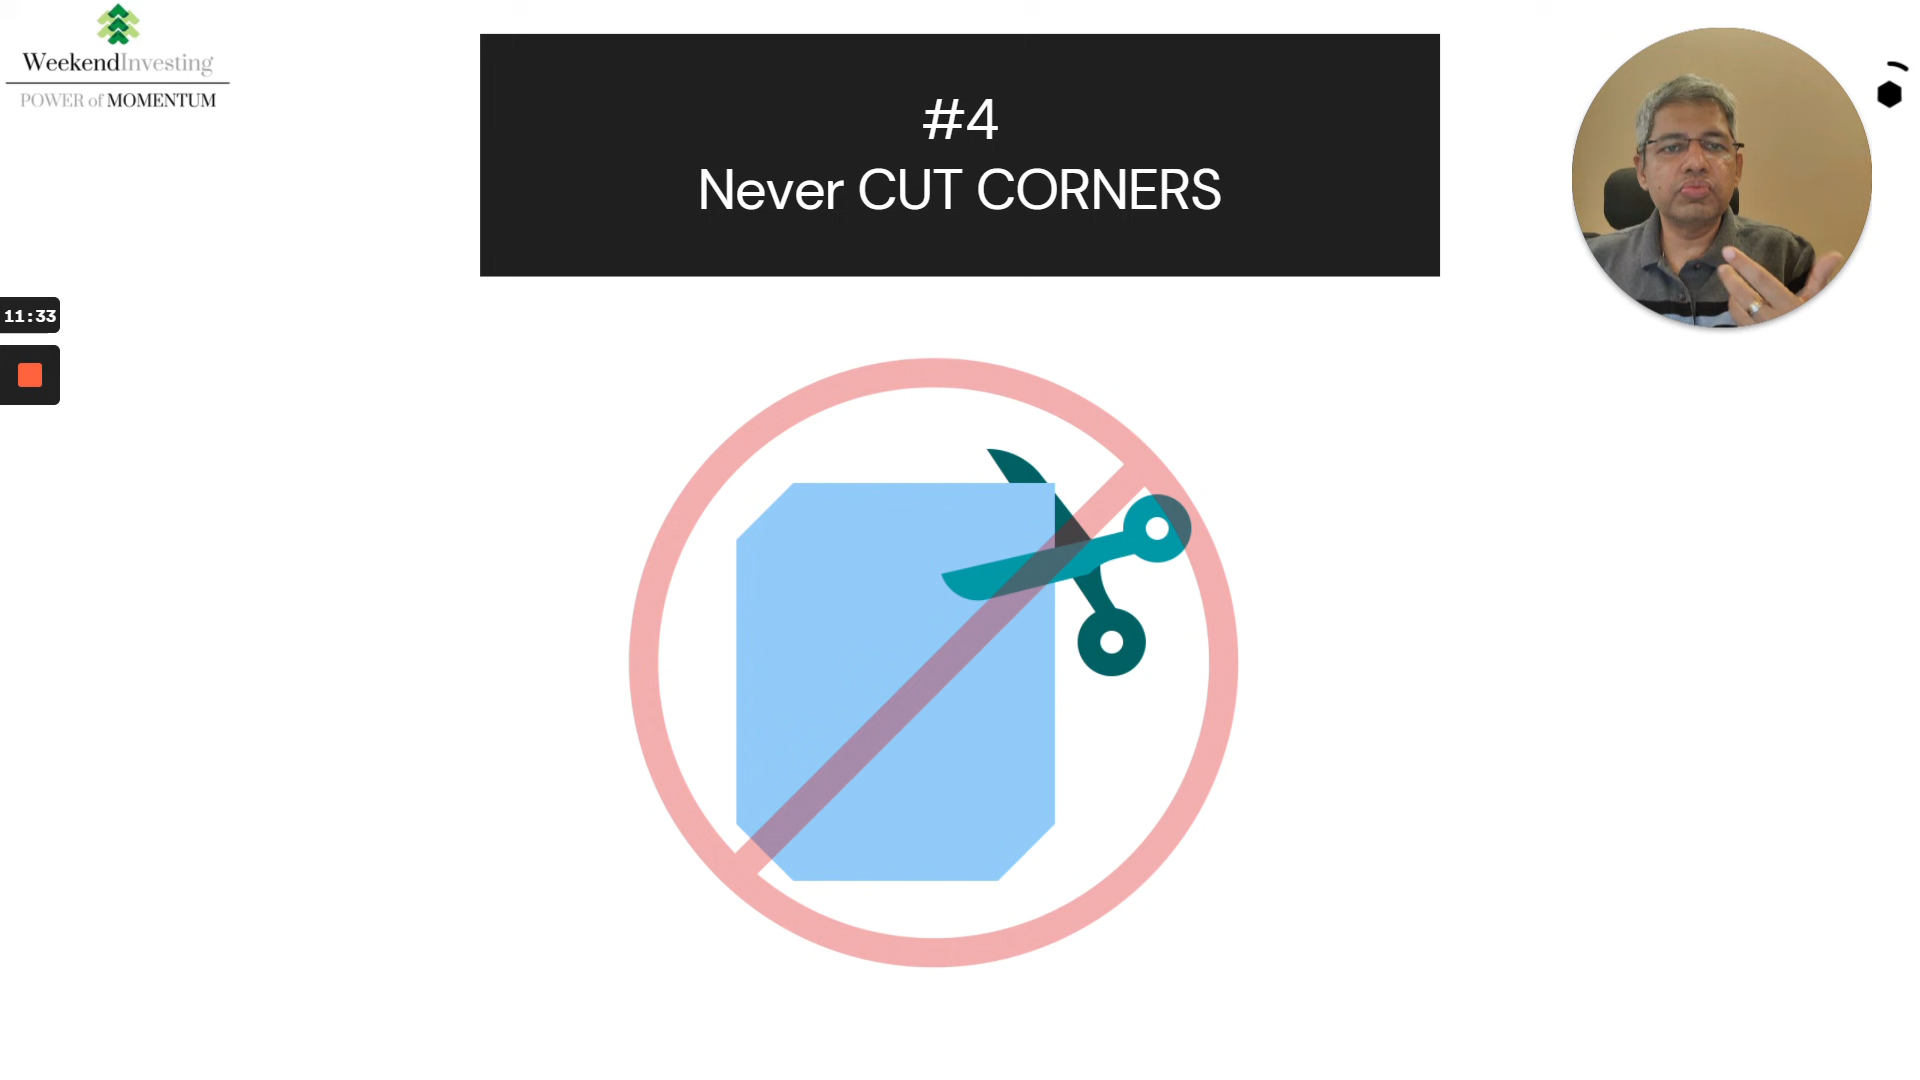 WeekendInvesting
POWER of MOMENTUM
#4
Never CUT CORNERS
11:33